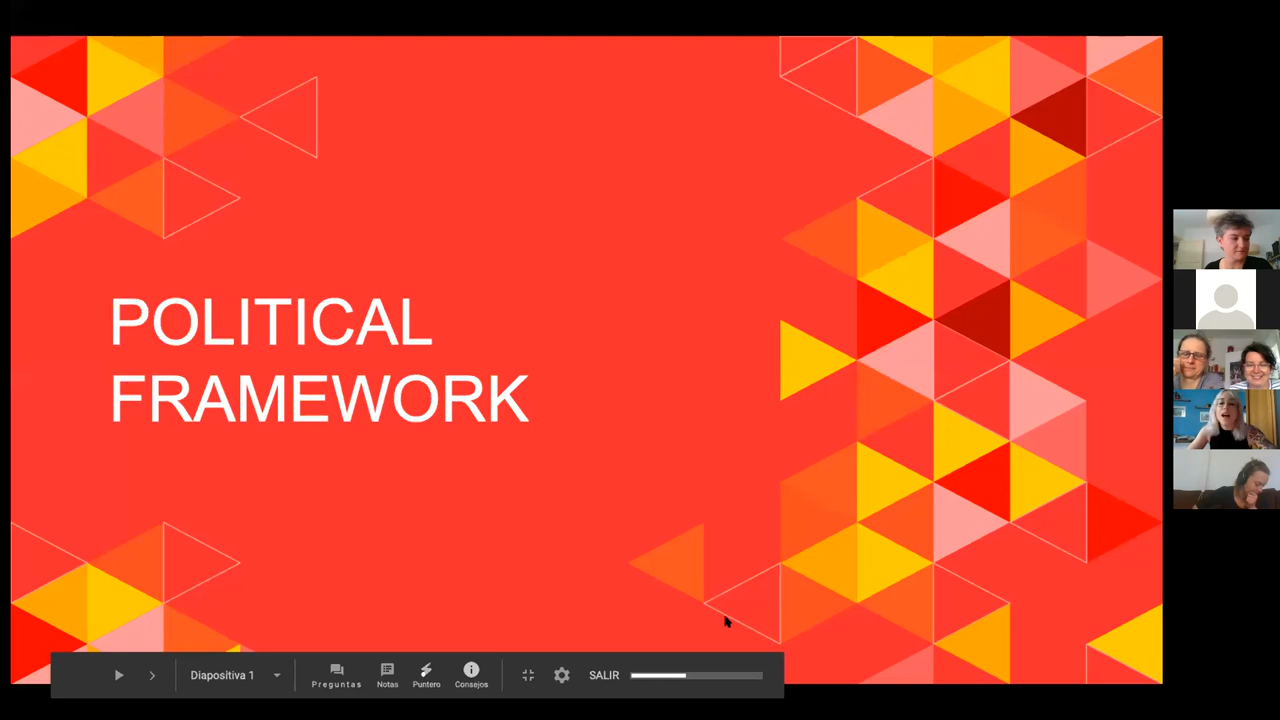 POLITICAL
FRAMEWORK
Diapositiva 1
Preguntas
Notas
Puntero
Consejos
SALIR